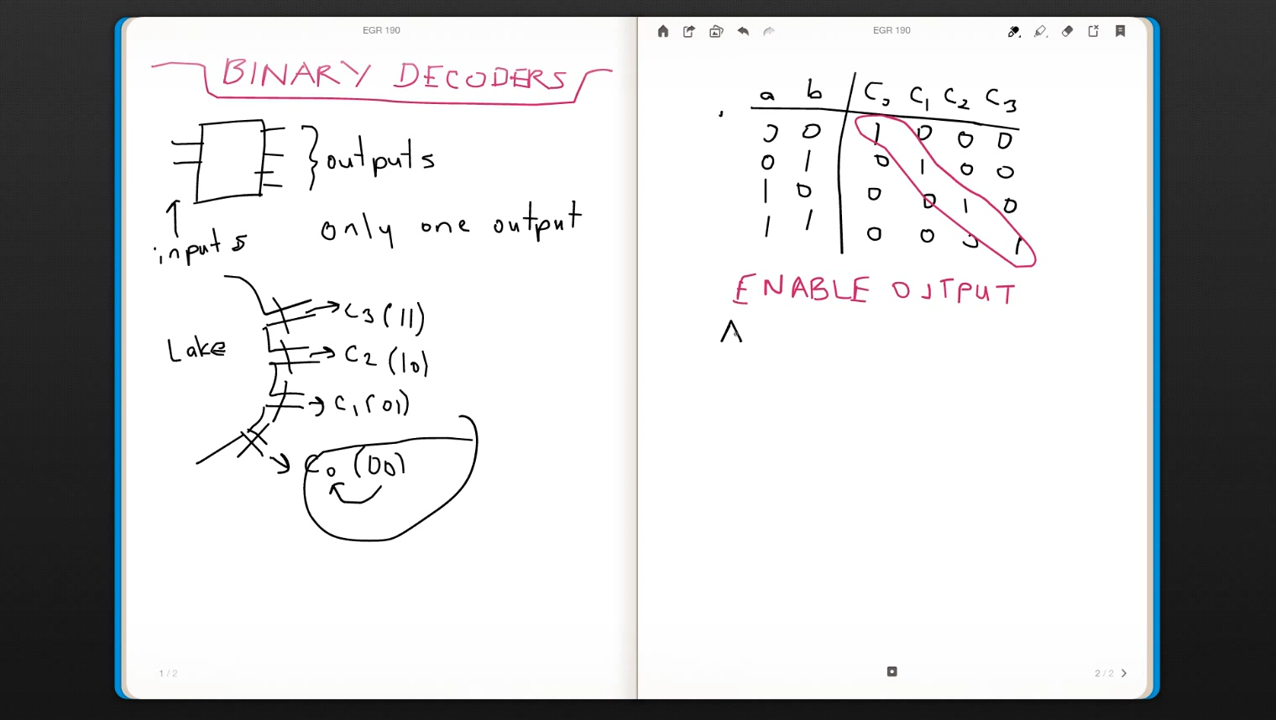 EGR 190
BINARY DECODERS
outputs
inputs
only one output
Lake
C3 (11)
C2 (10)
C1 (01)
C0 (00)
1 / 2
EGR 190
a b C0 C1 C2 C3
0 0 1 0 0 0
0 1 0 1 0 0
1 0 0 0 1 0
1 1 0 0 0 1
ENABLE OUTPUT
2 / 2